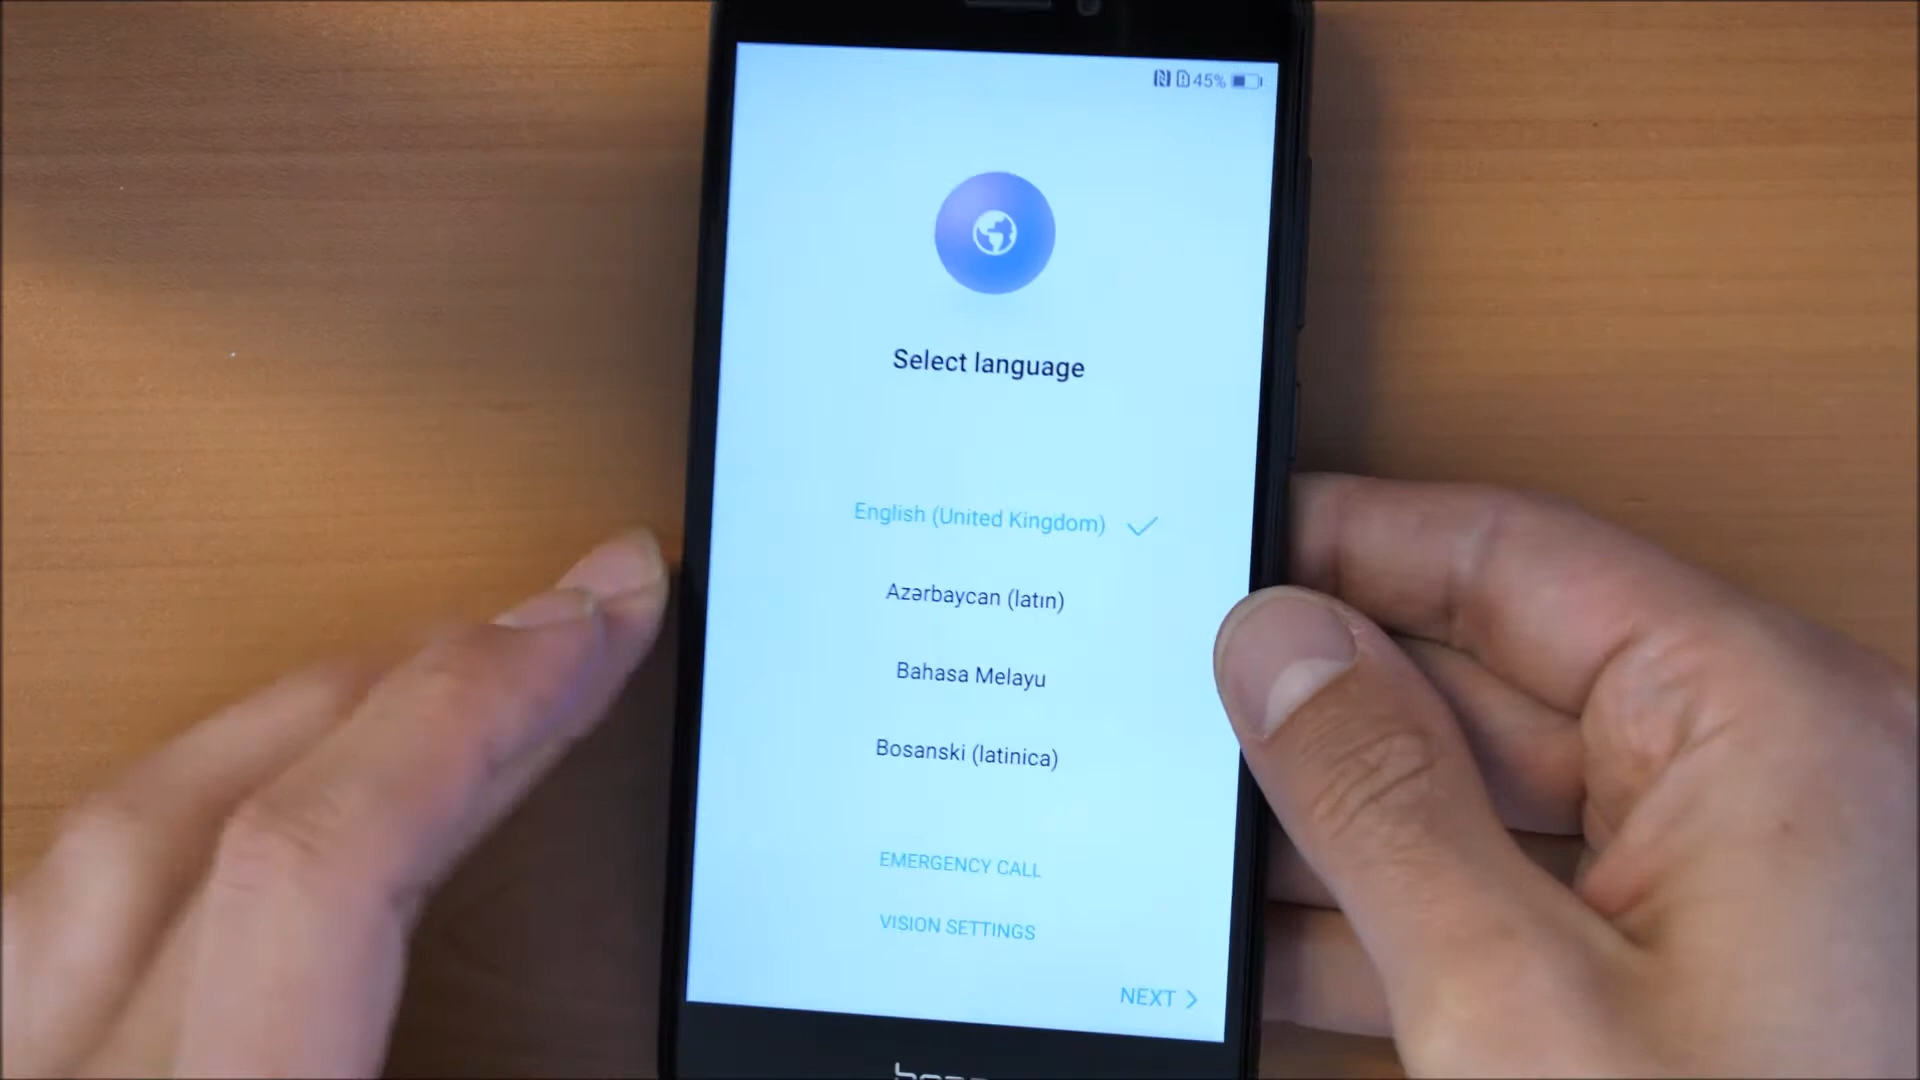 45%
Select language
English (United Kingdom)
Azərbaycan (latın)
Bahasa Melayu
Bosanski (latinica)
EMERGENCY CALL
VISION SETTINGS
NEXT